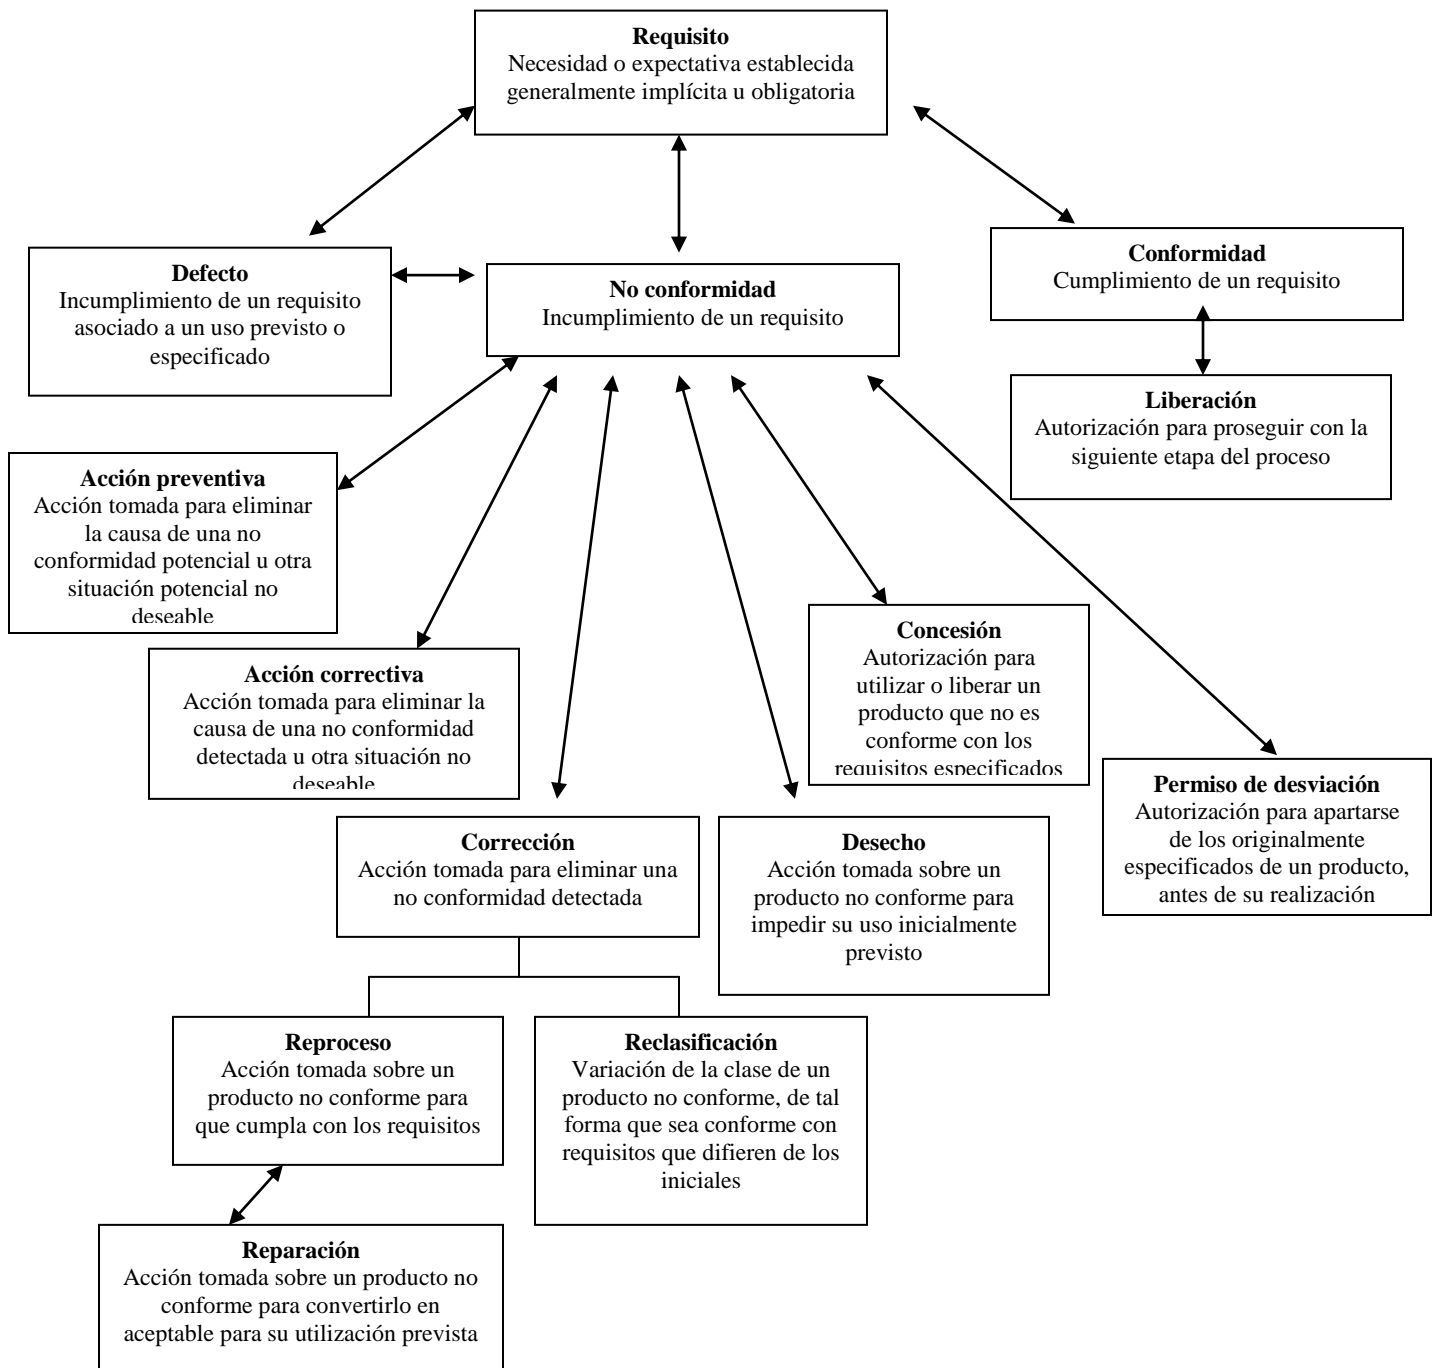 Requisito
Necesidad o expectativa establecida
generalmente implícita u obligatoria
Defecto
Incumplimiento de un requisito
asociado a un uso previsto o
especificado
No conformidad
Incumplimiento de un requisito
Conformidad
Cumplimiento de un requisito
Liberación
Autorización para proseguir con la
siguiente etapa del proceso
Acción preventiva
Acción tomada para eliminar
la causa de una no
conformidad potencial u otra
situación potencial no
deseable
Acción correctiva
Acción tomada para eliminar la
causa de una no conformidad
detectada u otra situación no
deseable
Concesión
Autorización para
utilizar o liberar un
producto que no es
conforme con los
requisitos especificados
Permiso de desviación
Autorización para apartarse
de los originalmente
especificados de un producto,
antes de su realización
Corrección
Acción tomada para eliminar una
no conformidad detectada
Desecho
Acción tomada sobre un
producto no conforme para
impedir su uso inicialmente
previsto
Reproceso
Acción tomada sobre un
producto no conforme para
que cumpla con los requisitos
Reclasificación
Variación de la clase de un
producto no conforme, de tal
forma que sea conforme con
requisitos que difieren de los
iniciales
Reparación
Acción tomada sobre un producto no
conforme para convertirlo en
aceptable para su utilización prevista